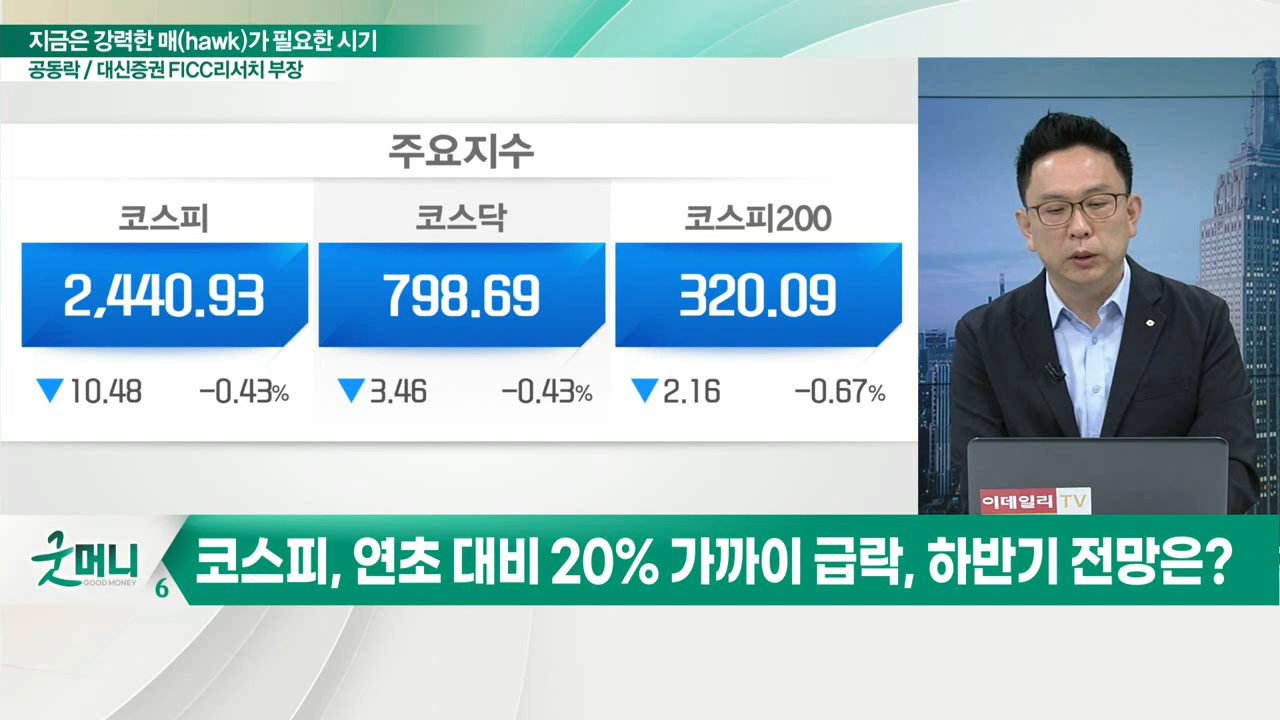 지금은 강력한 매(hawk)가 필요한 시기
공동락 / 대신증권 FICC리서치 부장
주요지수
코스피 코스닥 코스피200
2,440.93 798.69 320.09
▼10.48 -0.43% ▼3.46 -0.43% ▼2.16 -0.67%
이데일리 TV
굿머니
GOOD MONEY
6
코스피, 연초 대비 20% 가까이 급락, 하반기 전망은?